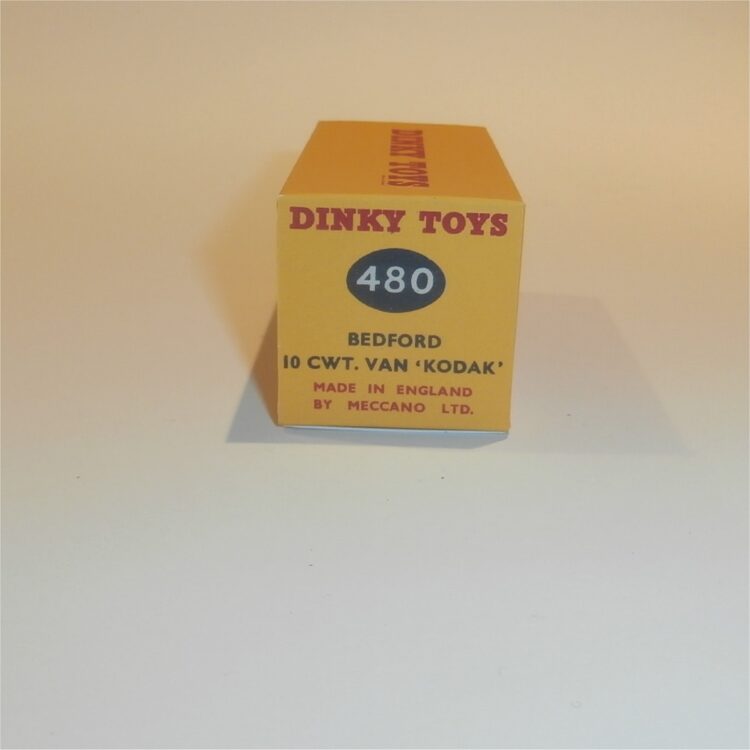 DINKY TOYS
DINKY TOYS
480
BEDFORD
10 CWT. VAN ‘KODAK’
MADE IN ENGLAND
BY MECCANO LTD.